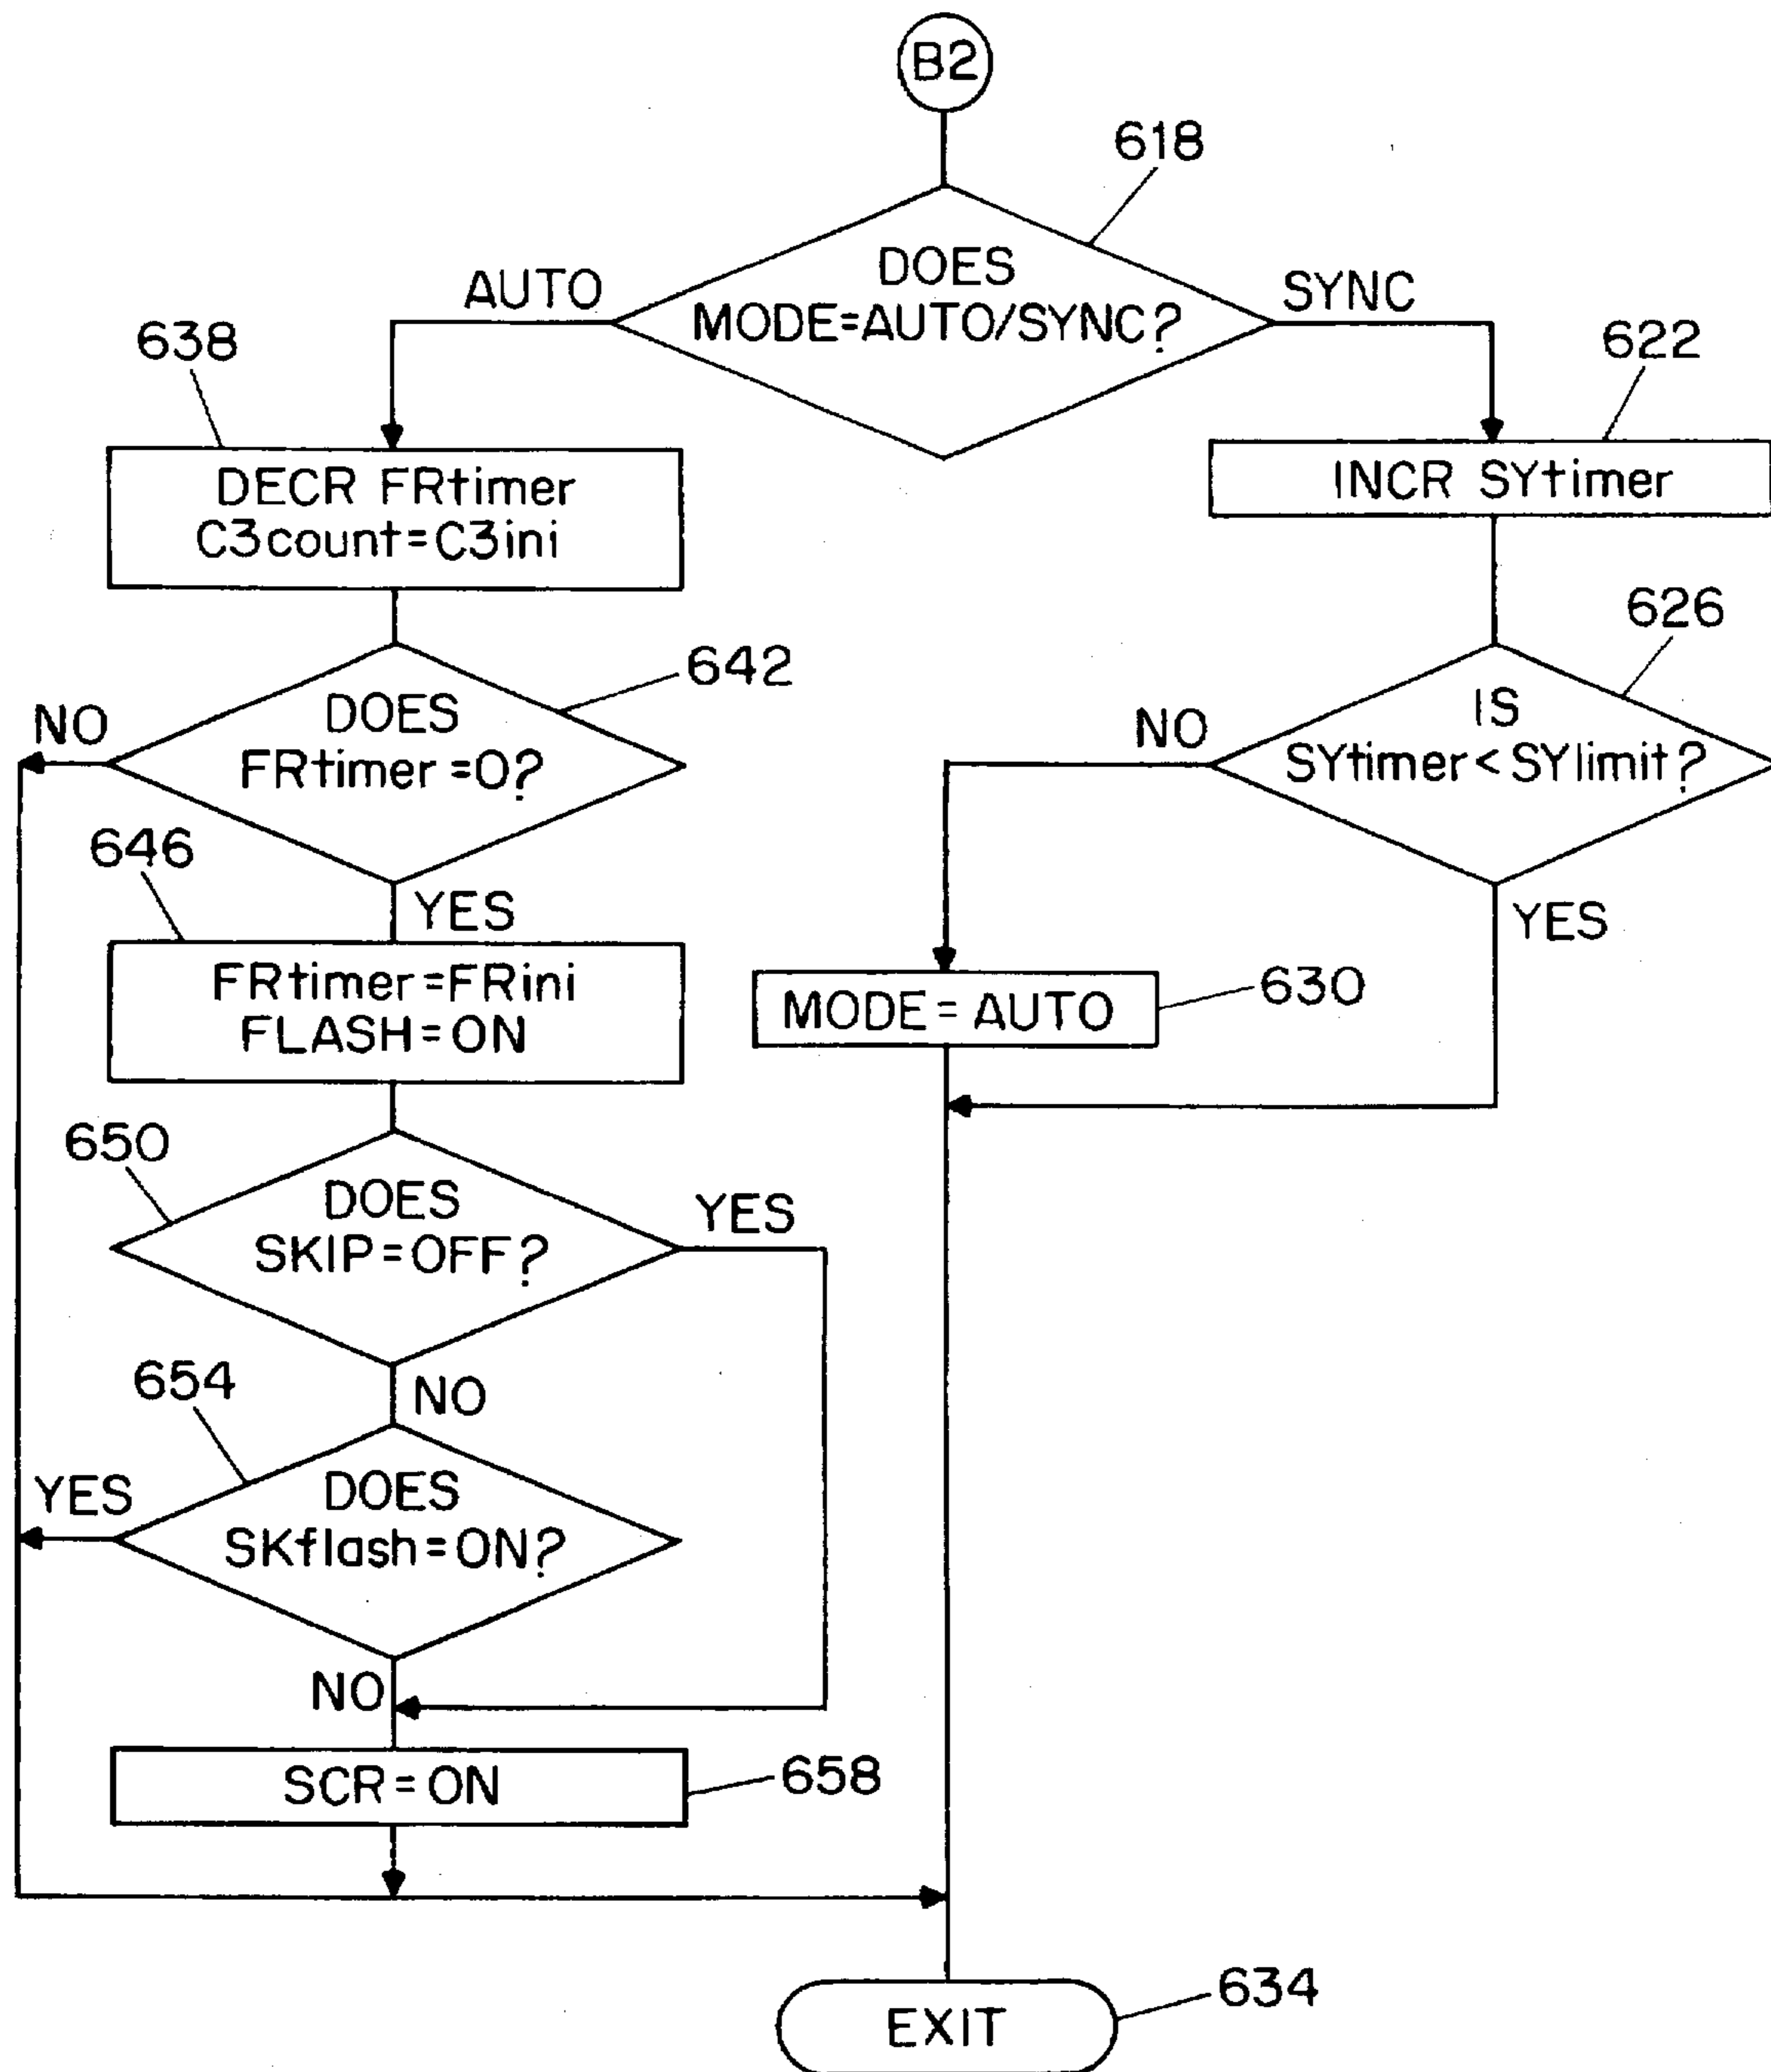 B2
618
DOES
MODE=AUTO/SYNC?
AUTO
SYNC
638
622
DECR FRtimer
C3count=C3ini
INCR SYtimer
642
626
DOES
FRtimer=0?
NO
IS
SYtimer<SYlimit?
NO
YES
646
YES
FRtimer=FRini
FLASH=ON
MODE=AUTO
630
650
DOES
SKIP=OFF?
YES
654
NO
DOES
SKflash=ON?
YES
NO
SCR=ON
658
EXIT
634